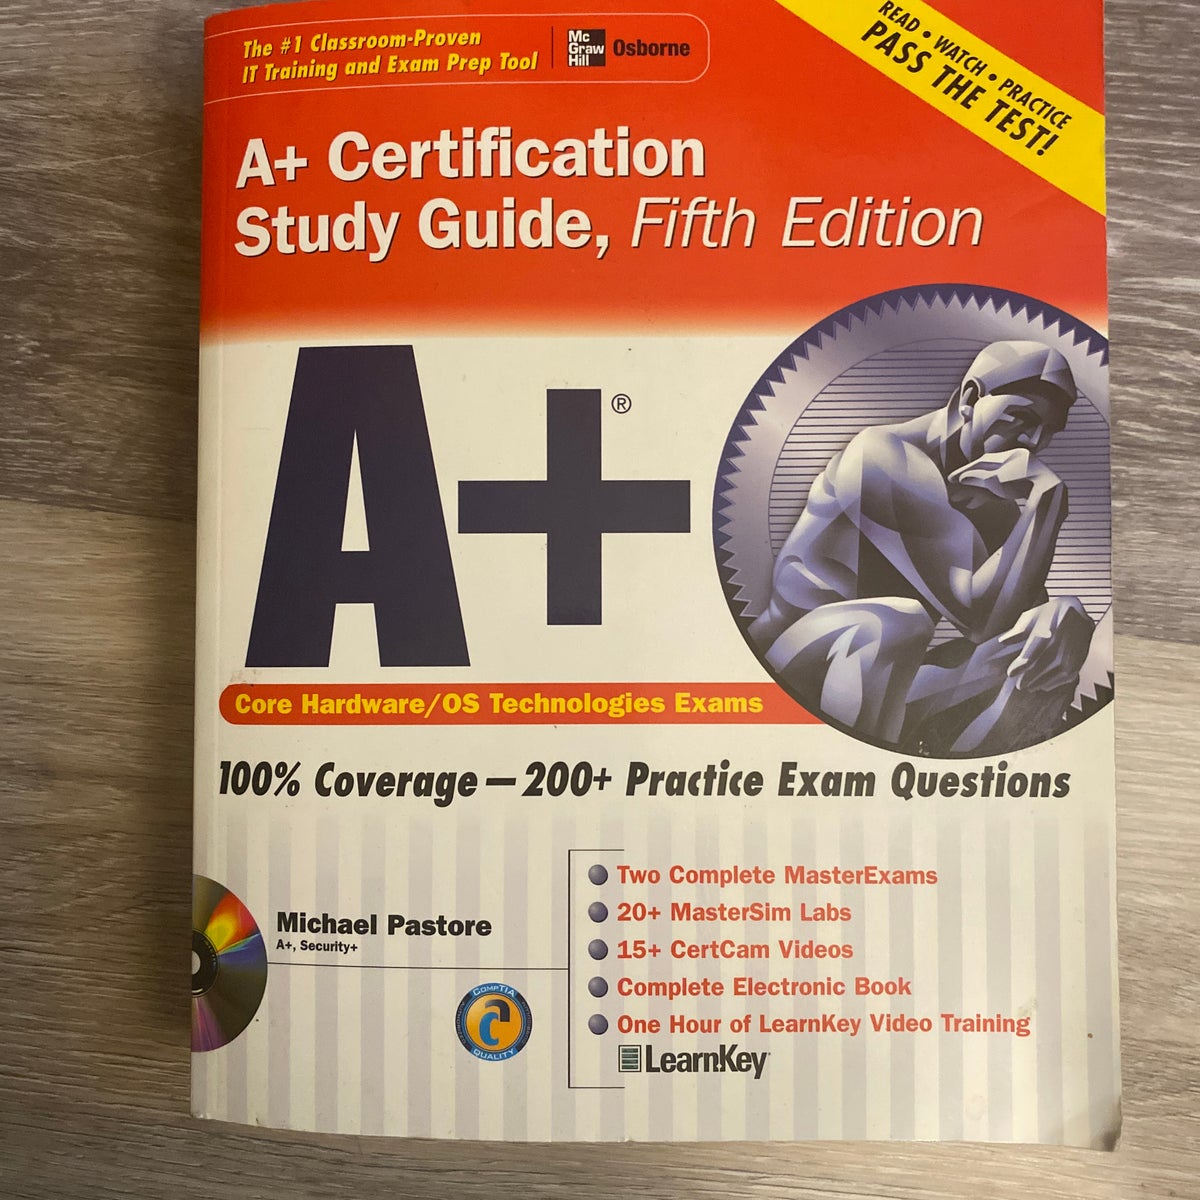 The #1 Classroom-Proven
IT Training and Exam Prep Tool
Mc
Graw
Hill
Osborne
READ • WATCH • PRACTICE
PASS THE TEST!
A+ Certification
Study Guide, Fifth Edition
A+®
Core Hardware/OS Technologies Exams
100% Coverage — 200+ Practice Exam Questions
Michael Pastore
A+, Security+
CompTIA
QUALITY
Two Complete MasterExams
20+ MasterSim Labs
15+ CertCam Videos
Complete Electronic Book
One Hour of LearnKey Video Training
LearnKey